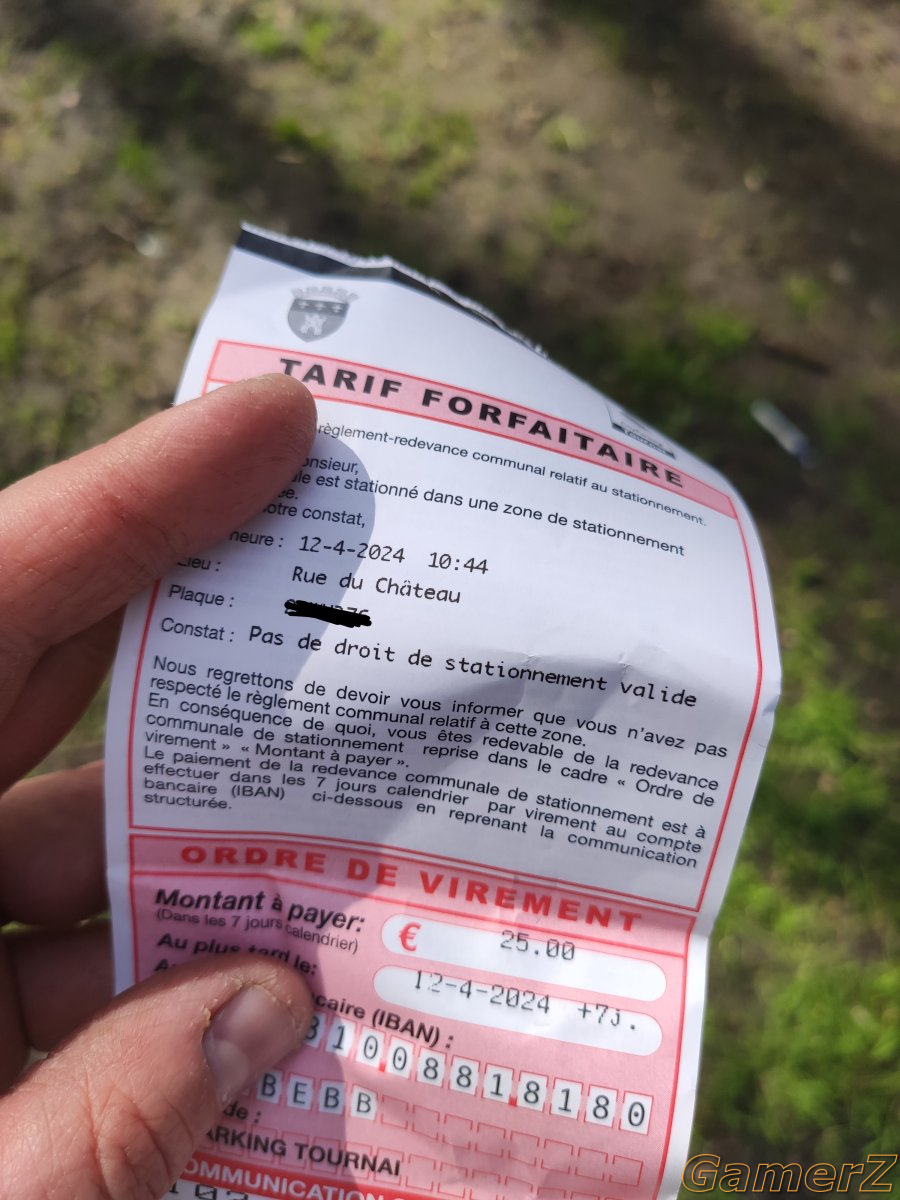 TARIF FORFAITAIRE
règlement-redevance communal relatif au stationnement.
onsieur,
est stationné dans une zone de stationnement
otre constat,
heure : 12-4-2024 10:44
Lieu : Rue du Château
Plaque :
Constat : Pas de droit de stationnement valide
Nous regrettons de devoir vous informer que vous n'avez pas
respecté le règlement communal relatif à cette zone.
En conséquence de quoi, vous êtes redevable de la redevance
communale de stationnement reprise dans le cadre « Ordre de
virement » « Montant à payer ».
Le paiement de la redevance communale de stationnement est à
effectuer dans les 7 jours calendrier par virement au compte
bancaire (IBAN) ci-dessous en reprenant la communication
structurée.
ORDRE DE VIREMENT
Montant à payer: € 25.00
(Dans les 7 jours calendrier)
Au plus tard le: 12-4-2024 +7j.
caire (IBAN) :
3100 8818 180
BEBB
de :
ARKING TOURNAI
OMMUNICATION
GamerZ